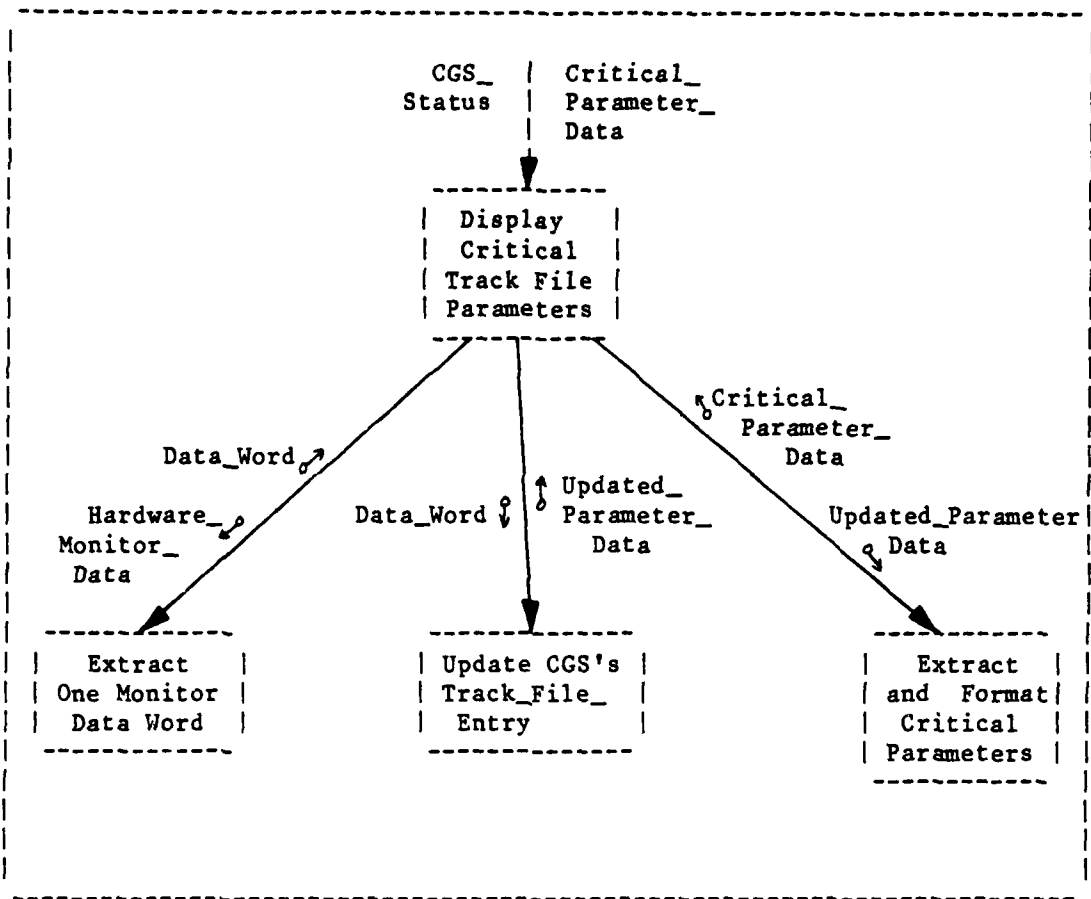 CGS_
Status
Critical_
Parameter_
Data
Display
Critical
Track File
Parameters
Critical_
Parameter_
Data
Data_Word
Hardware_
Monitor_
Data
Data_Word
Updated_
Parameter_
Data
Updated_Parameter
Data
Extract
One Monitor
Data Word
Update CGS's
Track_File_
Entry
Extract
and Format
Critical
Parameters